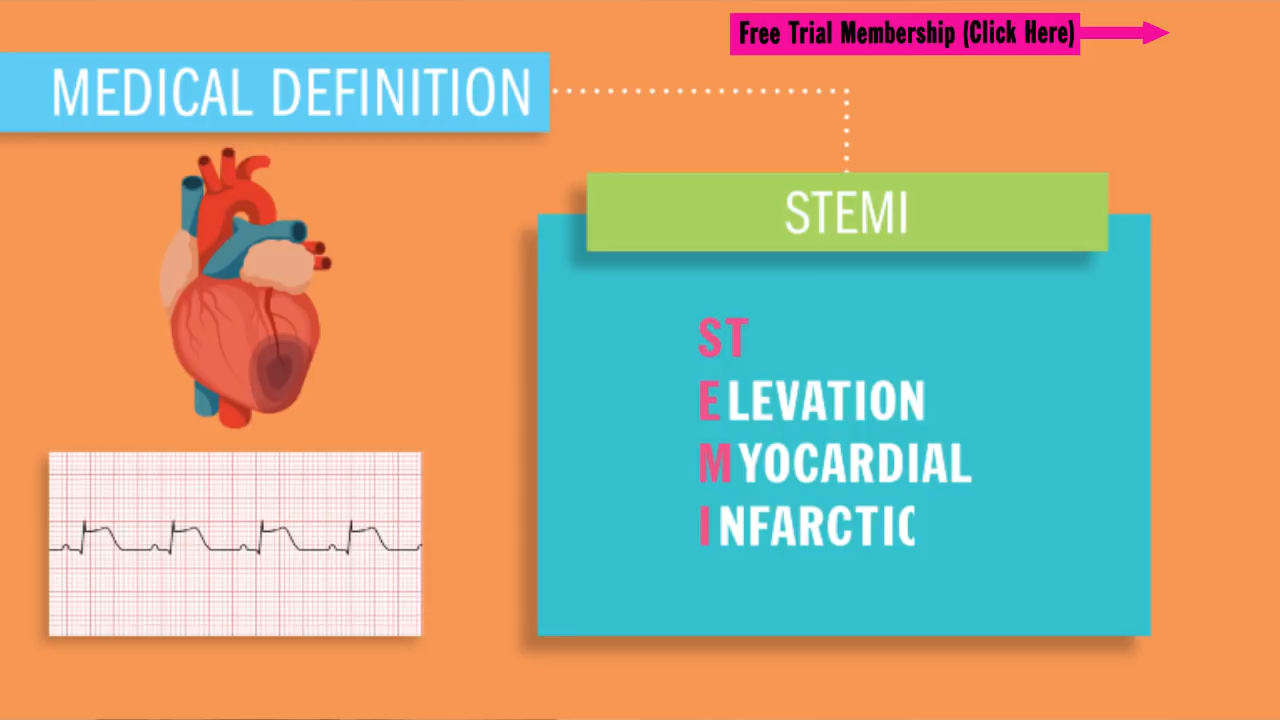 Free Trial Membership (Click Here)
MEDICAL DEFINITION
STEMI
ST
ELEVATION
MYOCARDIAL
INFARCTIC